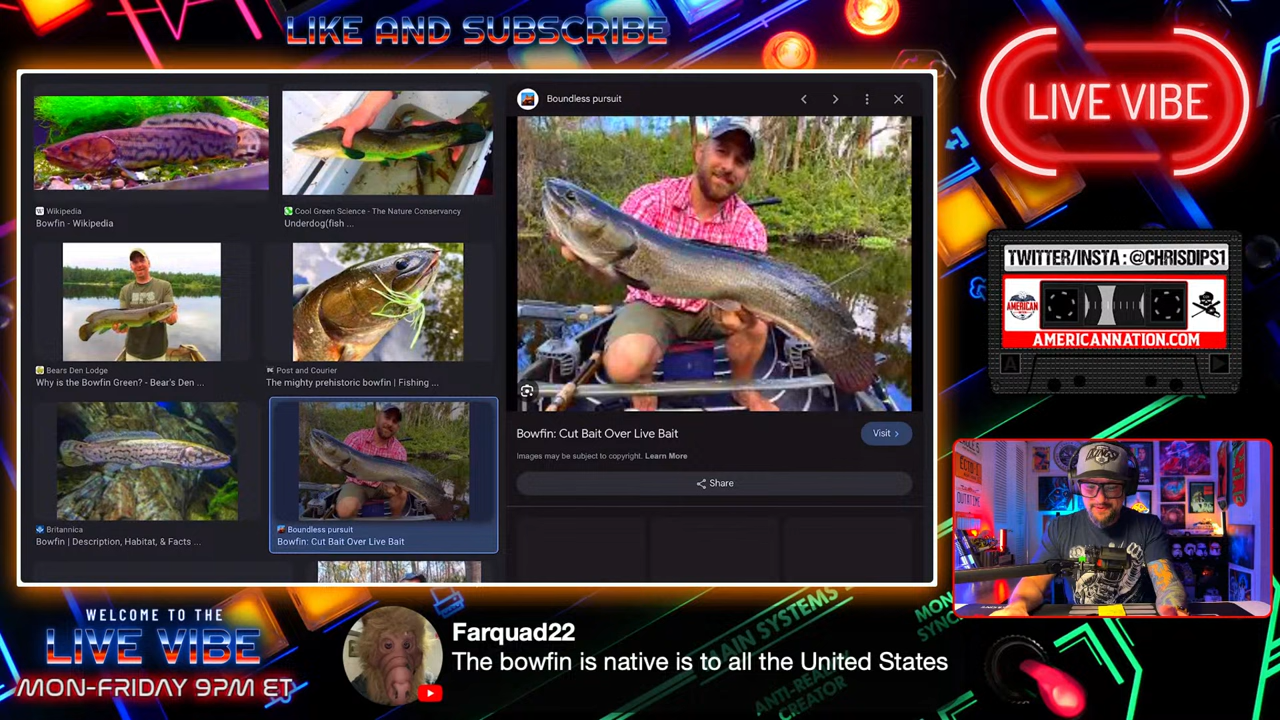 LIKE AND SUBSCRIBE
Boundless pursuit
Wikipedia
Bowfin - Wikipedia
Cool Green Science - The Nature Conservancy
Underdog(fish ...
Bears Den Lodge
Why is the Bowfin Green? - Bear's Den ...
Post and Courier
The mighty prehistoric bowfin | Fishing ...
Britannica
Bowfin | Description, Habitat, & Facts ...
Boundless pursuit
Bowfin: Cut Bait Over Live Bait
Bowfin: Cut Bait Over Live Bait
Visit
Images may be subject to copyright. Learn More
Share
LIVE VIBE
TWITTER/INSTA : @CHRISDIPS1
AMERICAN
AMERICANNATION.COM
A
WELCOME TO THE
LIVE VIBE
MON-FRIDAY 9PM ET
Farquad22
The bowfin is native is to all the United States